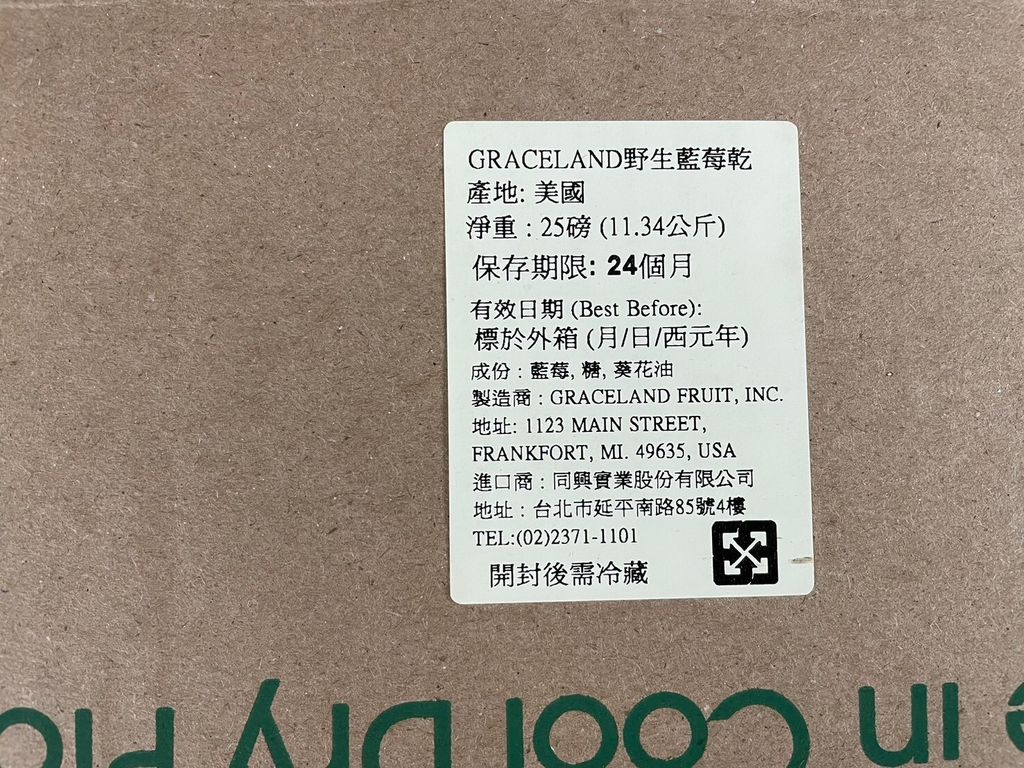 GRACELAND野生藍莓乾
產地: 美國
淨重 : 25磅 (11.34公斤)
保存期限: 24個月
有效日期 (Best Before):
標於外箱 (月/日/西元年)
成份 : 藍莓, 糖, 葵花油
製造商 : GRACELAND FRUIT, INC.
地址: 1123 MAIN STREET,
FRANKFORT, MI. 49635, USA
進口商 : 同興實業股份有限公司
地址 : 台北市延平南路85號4樓
TEL:(02)2371-1101
開封後需冷藏
in Cool Dry